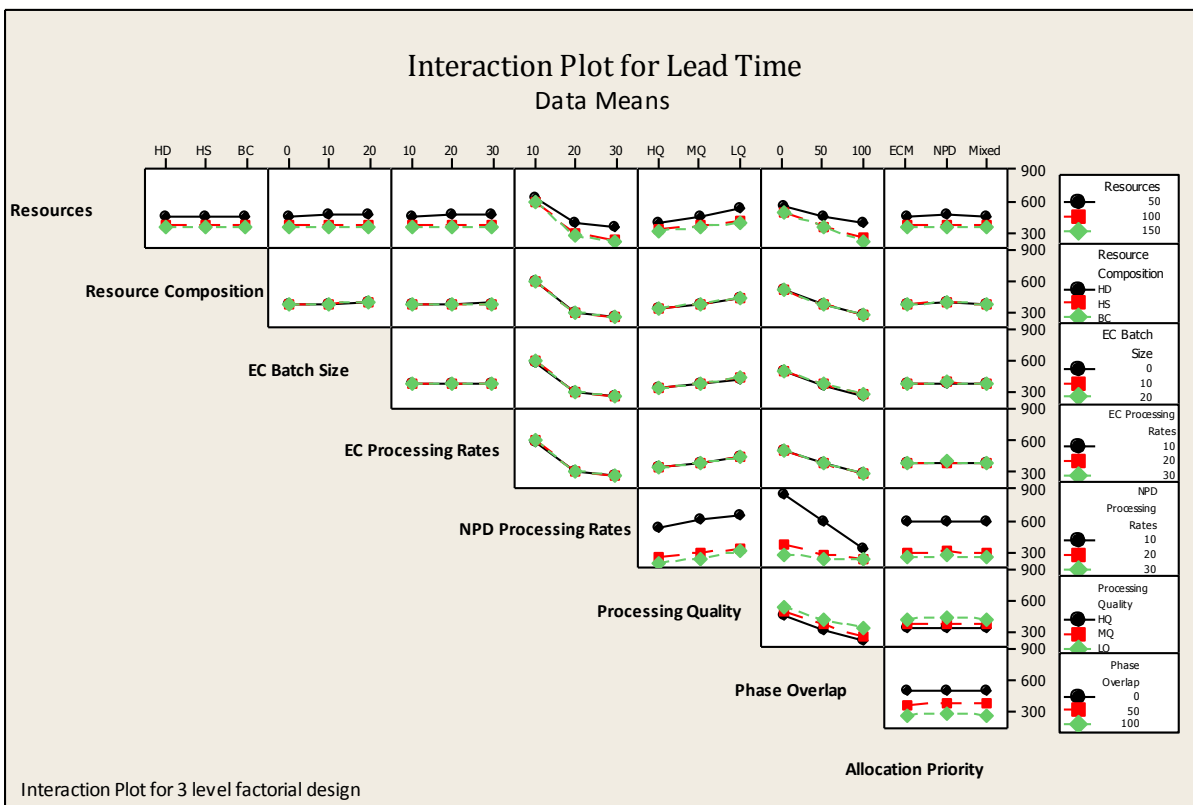 Interaction Plot for Lead Time
Data Means
HD HS BC 0 10 20 10 20 30 10 20 30 HQ MQ LQ 0 50 100 ECM NPD Mixed
Resources
900
600
300
Resources
50
100
150
Resource Composition
900
600
300
Resource
Composition
HD
HS
BC
EC Batch Size
900
600
300
EC Batch
Size
0
10
20
EC Processing Rates
900
600
300
EC Processing
Rates
10
20
30
NPD Processing Rates
900
600
300
NPD
Processing
Rates
10
20
30
Processing Quality
900
600
300
Processing
Quality
HQ
MQ
LQ
Phase Overlap
900
600
300
Phase
Overlap
0
50
100
Allocation Priority
Interaction Plot for 3 level factorial design